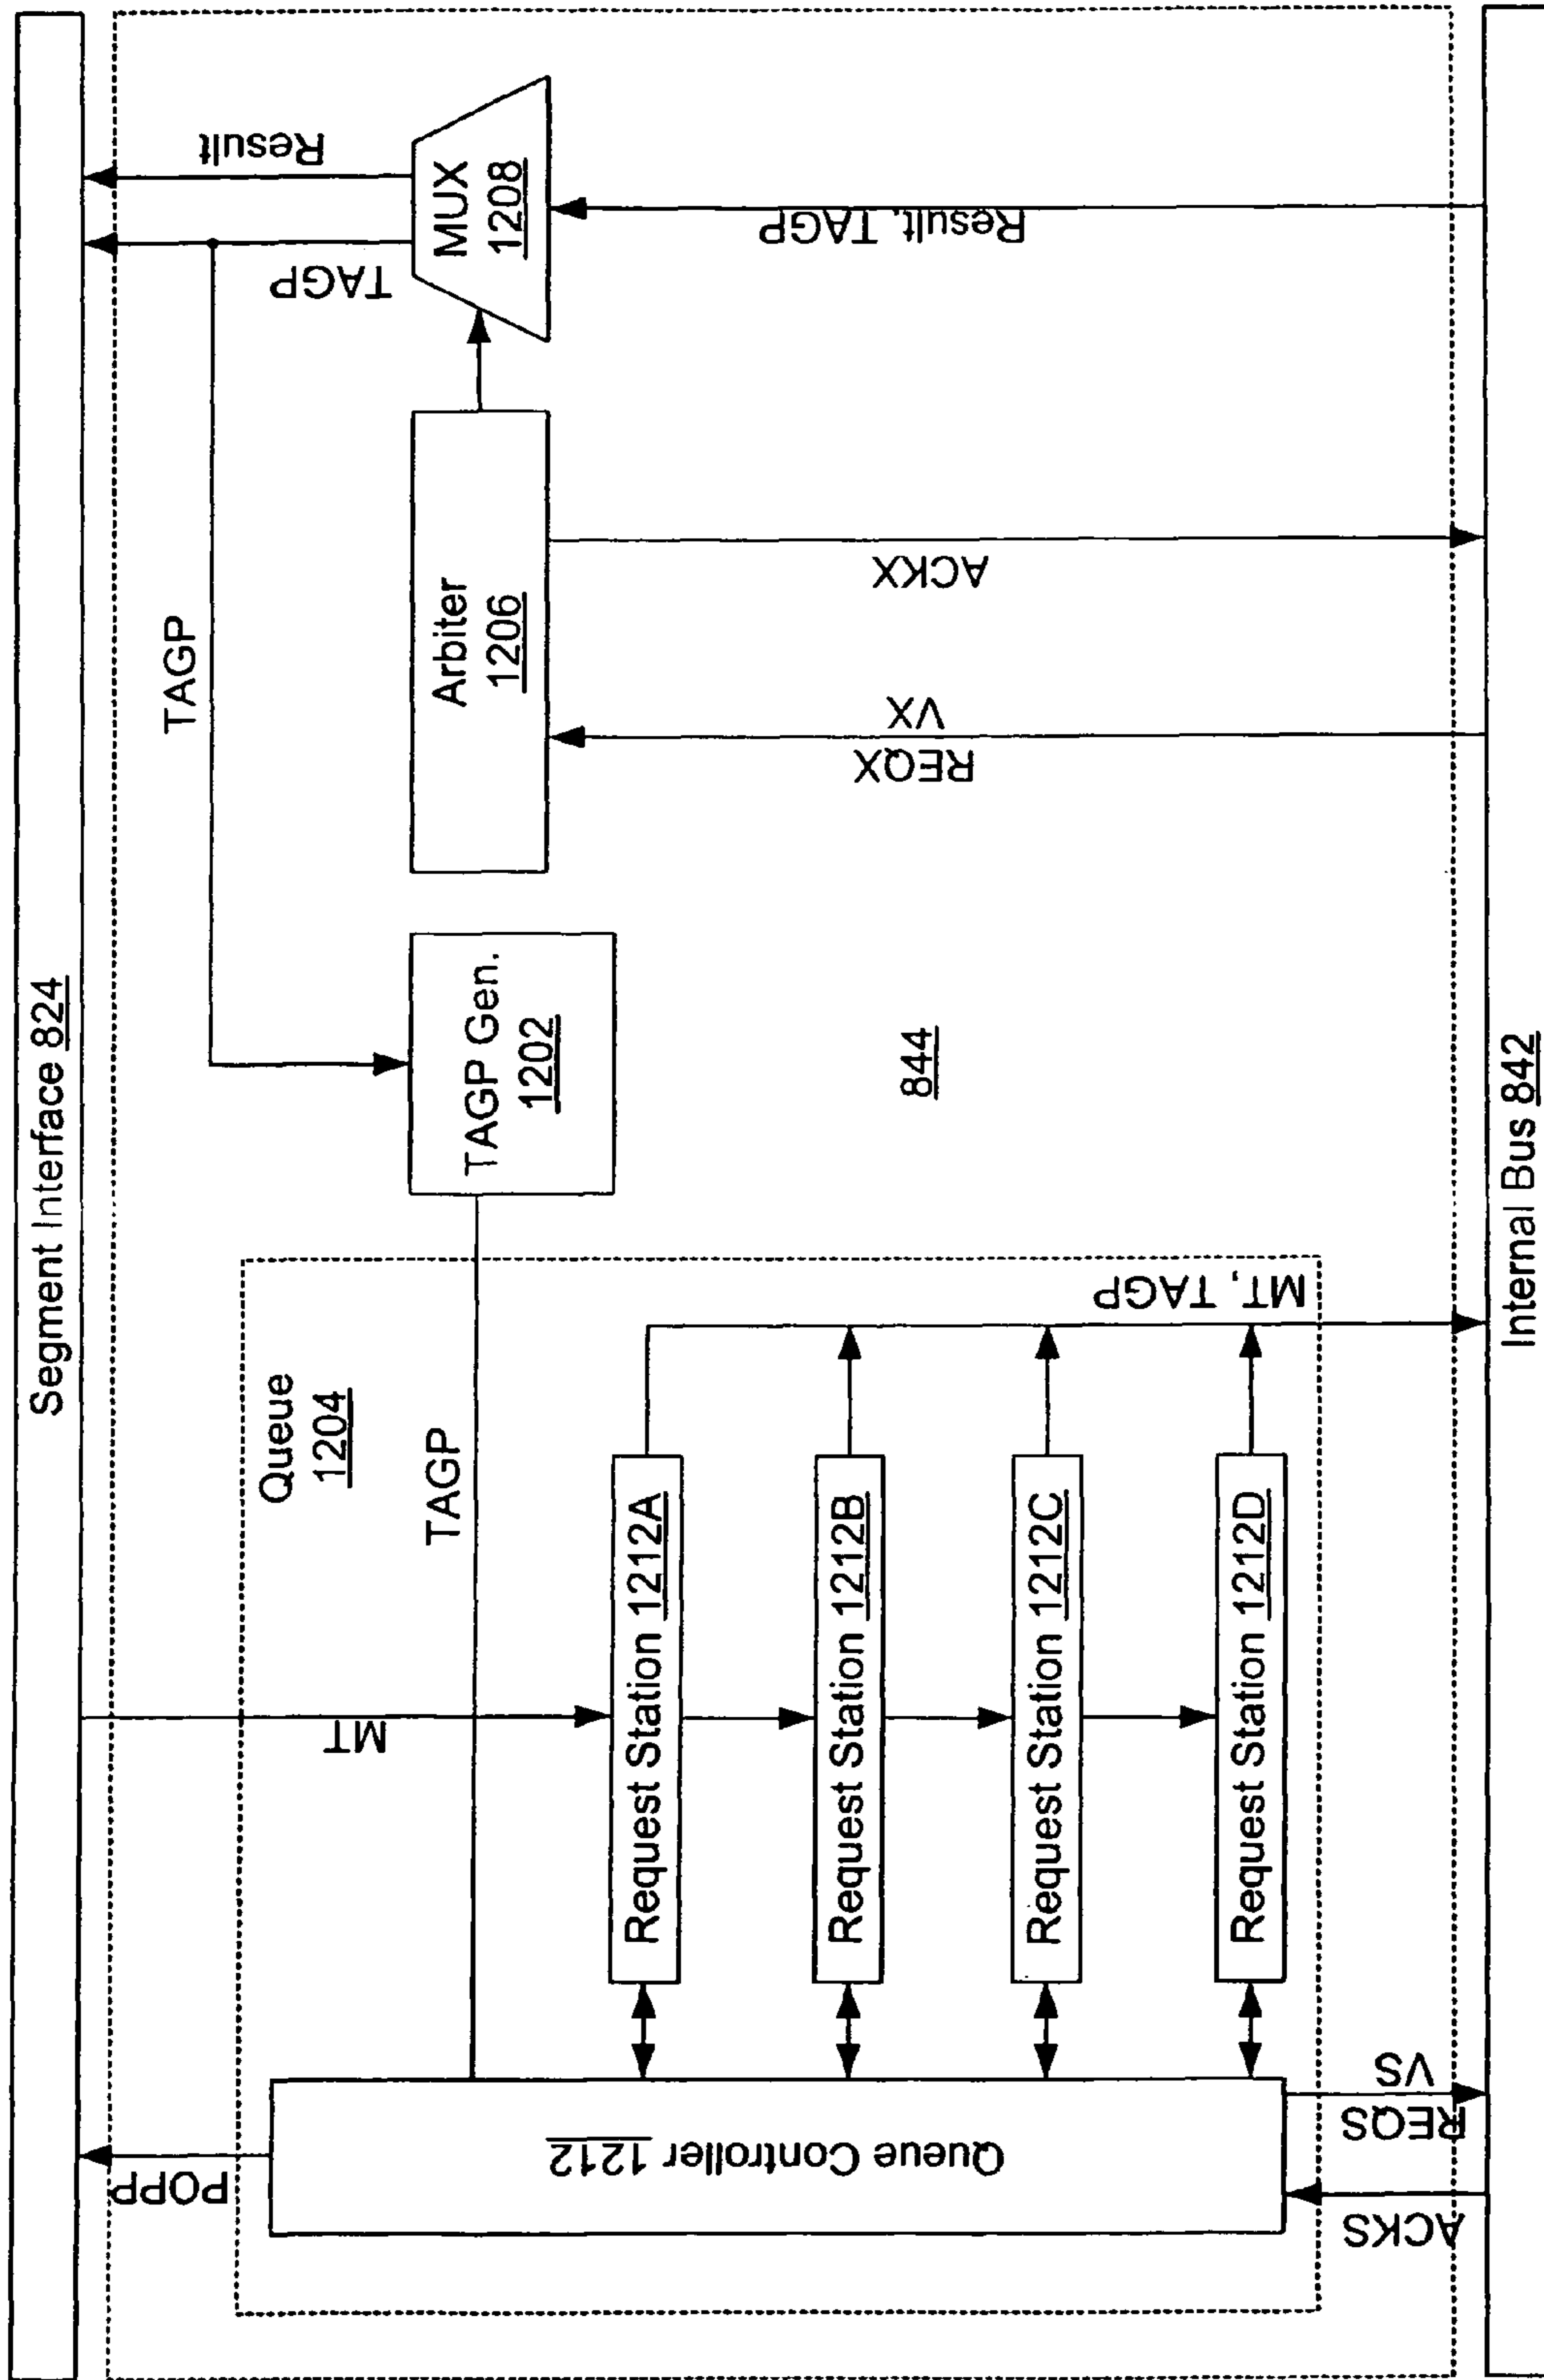 Segment Interface 824
POPP
MT
Queue
1204
TAGP
TAGP
TAGP
Result
Queue Controller 1212
Request Station 1212A
Request Station 1212B
Request Station 1212C
Request Station 1212D
MT, TAGP
TAGP Gen.
1202
Arbiter
1206
MUX
1208
844
REQX
VX
ACKX
Result, TAGP
ACKS
REQS
VS
Internal Bus 842